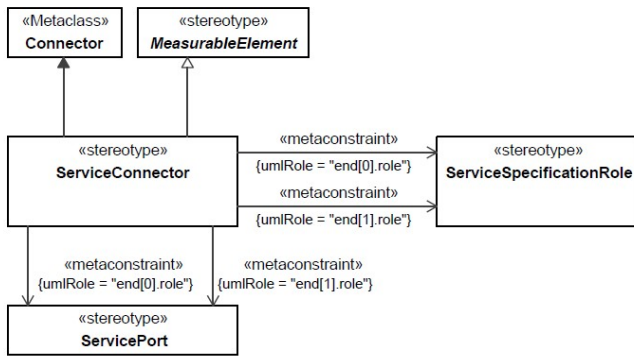 «Metaclass»
Connector
«stereotype»
MeasurableElement
«stereotype»
ServiceConnector
«metaconstraint»
{umlRole = "end[0].role"}
«metaconstraint»
{umlRole = "end[1].role"}
«stereotype»
ServiceSpecificationRole
«metaconstraint»
{umlRole = "end[0].role"}
«metaconstraint»
{umlRole = "end[1].role"}
«stereotype»
ServicePort